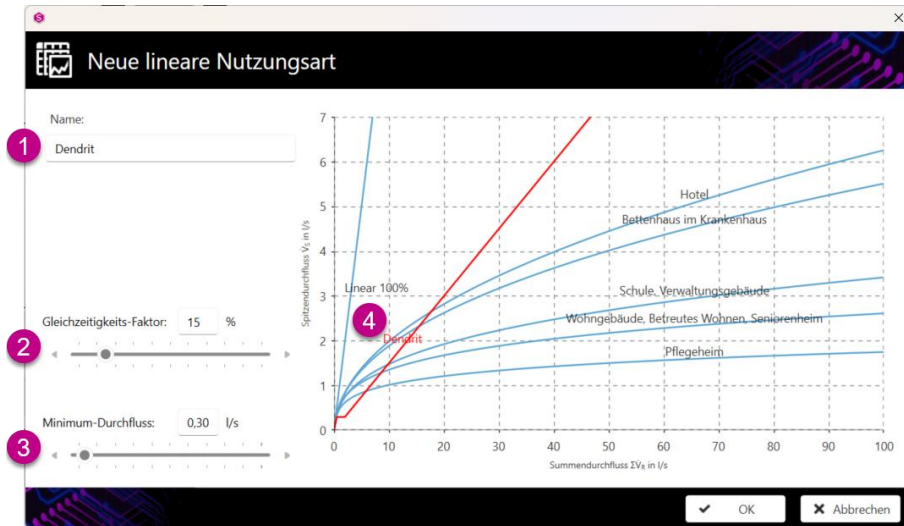 S
Neue lineare Nutzungsart
1
Name:
Dendrit
2
Gleichzeitigkeits-Faktor: 15 %
3
Minimum-Durchfluss: 0,30 l/s
Spitzendurchfluss V̇s in l/s
7
6
5
4
3
2
1
0
Hotel
Bettenhaus im Krankenhaus
Linear 100%
Schule, Verwaltungsgebäude
4
Wohngebäude, Betreutes Wohnen, Seniorenheim
Dendrit
Pflegeheim
0 10 20 30 40 50 60 70 80 90 100
Summendurchfluss ΣV̇R in l/s
OK
Abbrechen